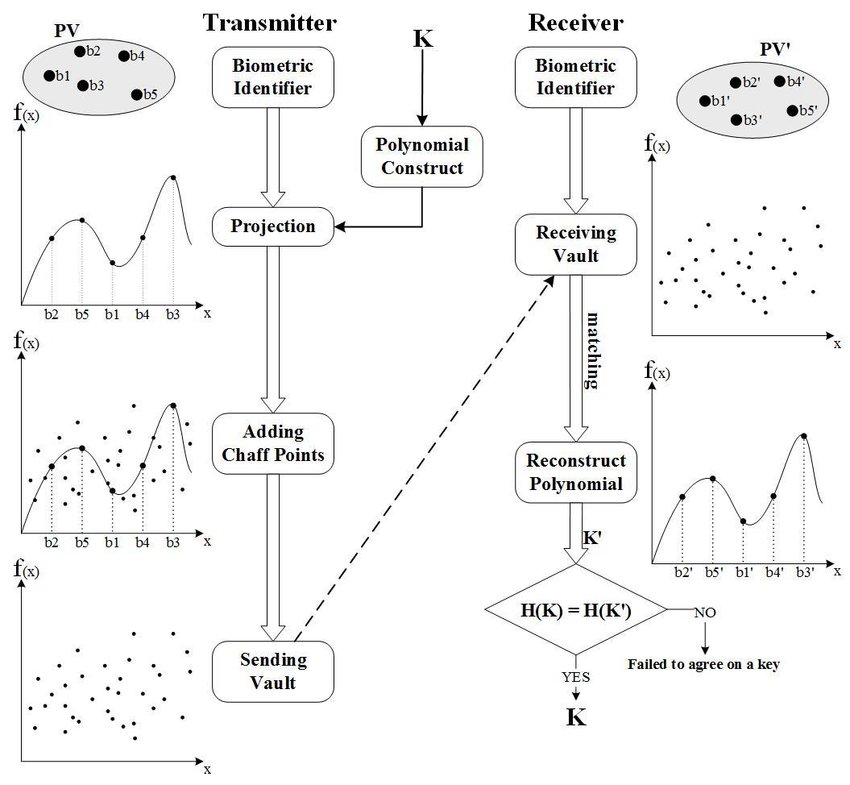 Transmitter
Receiver
PV
b2
b4
b1
b3
b5
K
PV'
b2'
b4'
b1'
b5'
b3'
Biometric
Identifier
Polynomial
Construct
Projection
Adding
Chaff Points
Sending
Vault
Biometric
Identifier
Receiving
Vault
matching
Reconstruct
Polynomial
K'
H(K) = H(K')
NO
Failed to agree on a key
YES
K
f(x)
b2 b5 b1 b4 b3 x
f(x)
b2 b5 b1 b4 b3 x
f(x)
x
f(x)
x
f(x)
b2' b5' b1' b4' b3' x